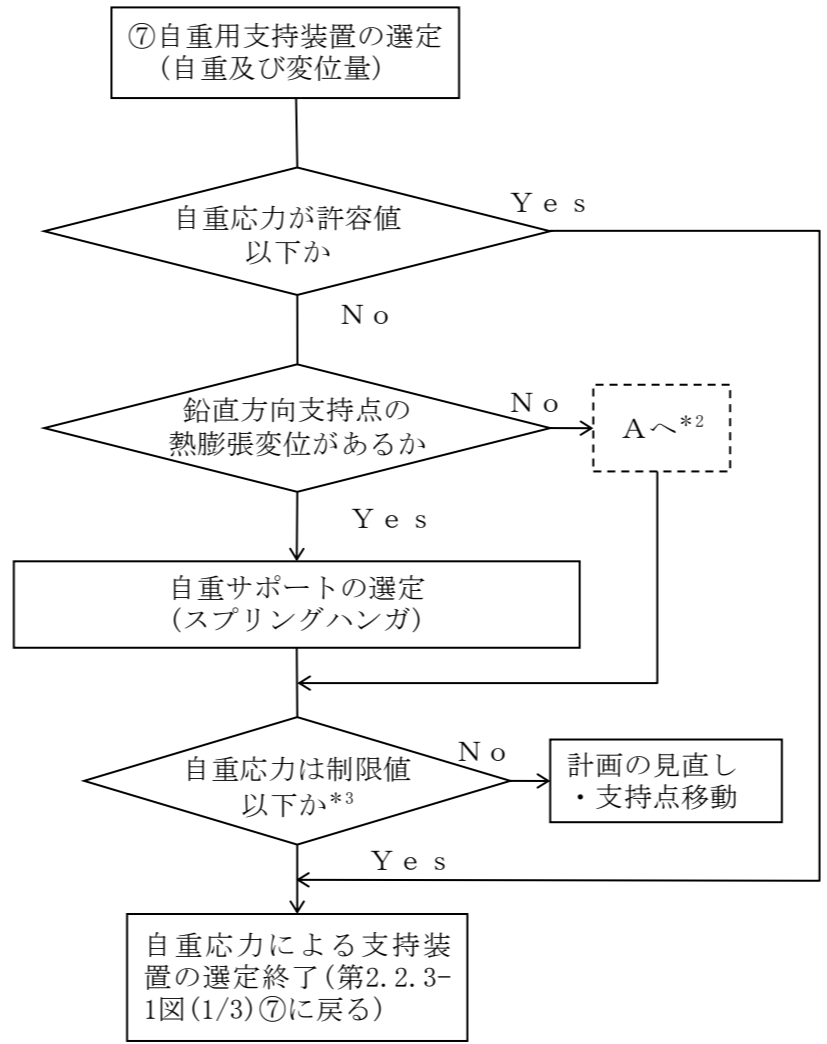 ⑦自重用支持装置の選定
(自重及び変位量)
自重応力が許容値
以下か
Ｙｅｓ
Ｎｏ
鉛直方向支持点の
熱膨張変位があるか
Ｎｏ
Ａへ*2
Ｙｅｓ
自重サポートの選定
(スプリングハンガ)
自重応力は制限値
以下か*3
Ｎｏ
計画の見直し
・支持点移動
Ｙｅｓ
自重応力による支持装
置の選定終了(第2.2.3-
1図(1/3)⑦に戻る)